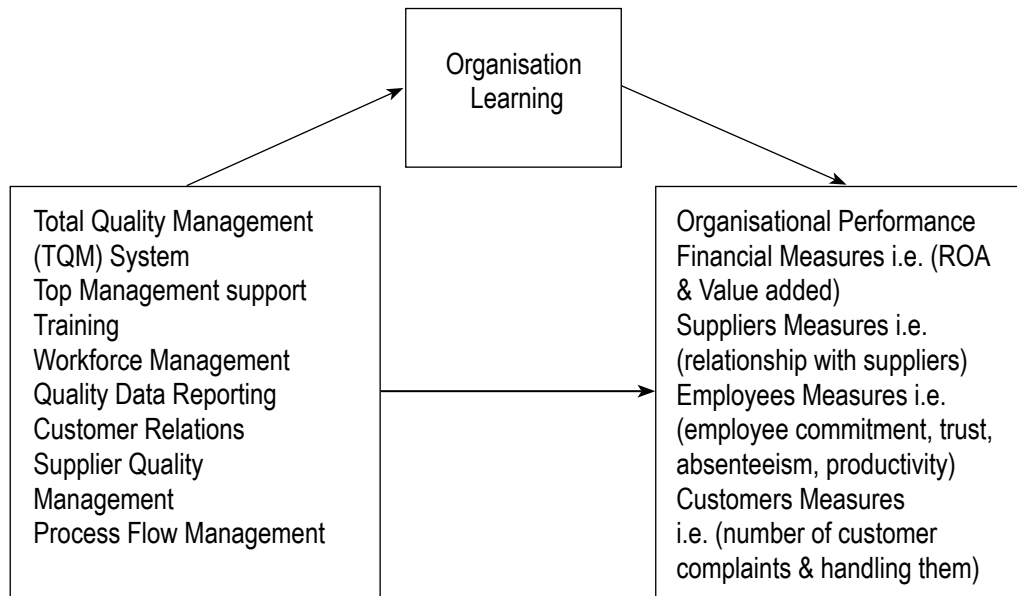 Organisation
Learning
Total Quality Management
(TQM) System
Top Management support
Training
Workforce Management
Quality Data Reporting
Customer Relations
Supplier Quality
Management
Process Flow Management
Organisational Performance
Financial Measures i.e. (ROA
& Value added)
Suppliers Measures i.e.
(relationship with suppliers)
Employees Measures i.e.
(employee commitment, trust,
absenteeism, productivity)
Customers Measures
i.e. (number of customer
complaints & handling them)